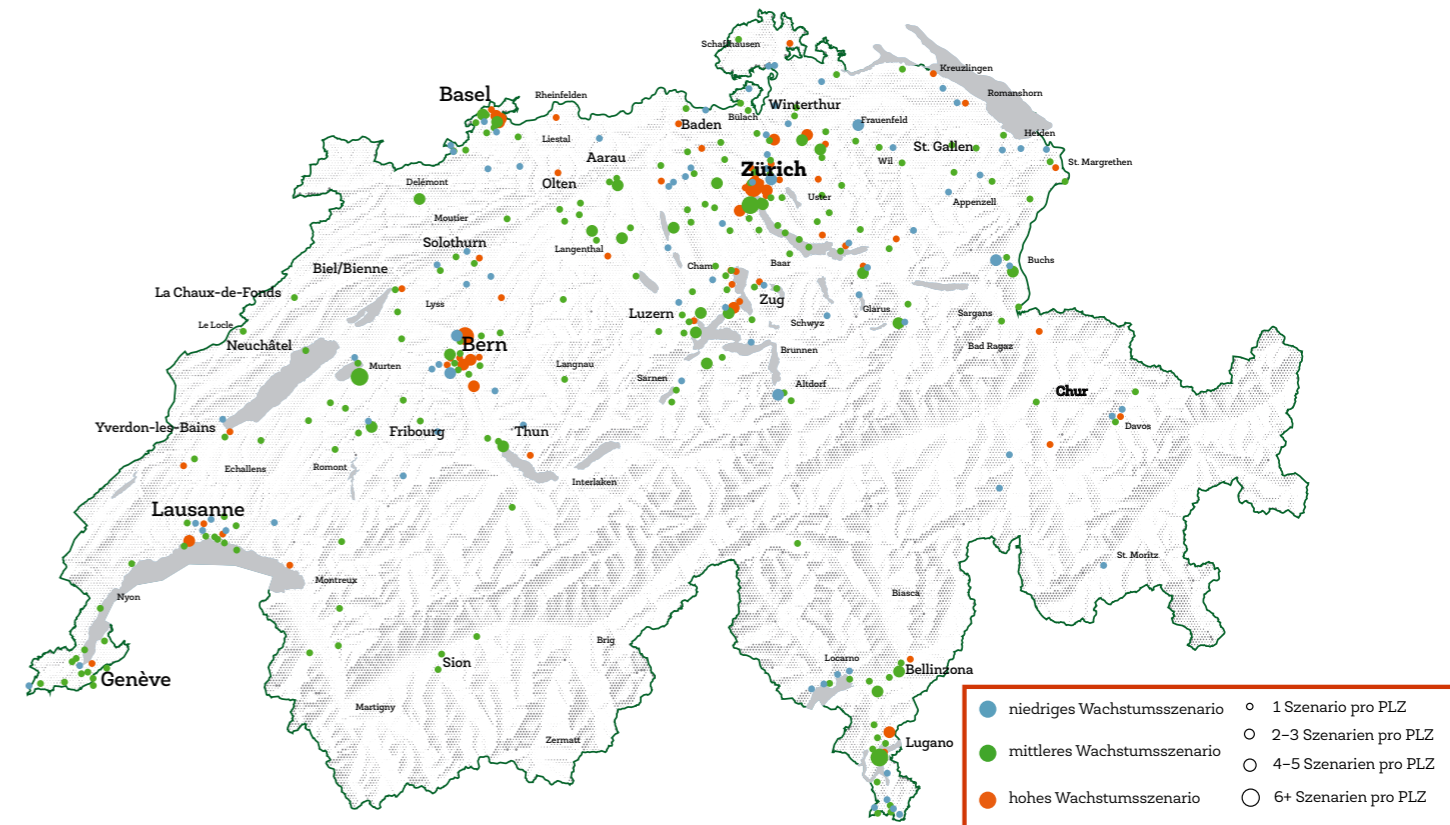 Schaffhausen
Kreuzlingen
Basel
Rheinfelden
Romanshorn
Winterthur
Baden
Bülach
Frauenfeld
Heiden
Liestal
St. Gallen
Aarau
Wil
St. Margrethen
Zürich
Delémont
Olten
Uster
Appenzell
Moutier
Solothurn
Langenthal
Buchs
Biel/Bienne
Cham
Baar
La Chaux-de-Fonds
Lyss
Zug
Luzern
Glarus
Sargans
Le Locle
Schwyz
Neuchâtel
Bern
Bad Ragaz
Brunnen
Murten
Langnau
Sarnen
Altdorf
Chur
Yverdon-les-Bains
Fribourg
Thun
Davos
Echallens
Romont
Interlaken
Lausanne
St. Moritz
Montreux
Nyon
Biasca
Brig
Genève
Sion
Locarno
Bellinzona
Martigny
Zermatt
Lugano
niedriges Wachstumsszenario
mittleres Wachstumsszenario
hohes Wachstumsszenario
1 Szenario pro PLZ
2–3 Szenarien pro PLZ
4–5 Szenarien pro PLZ
6+ Szenarien pro PLZ